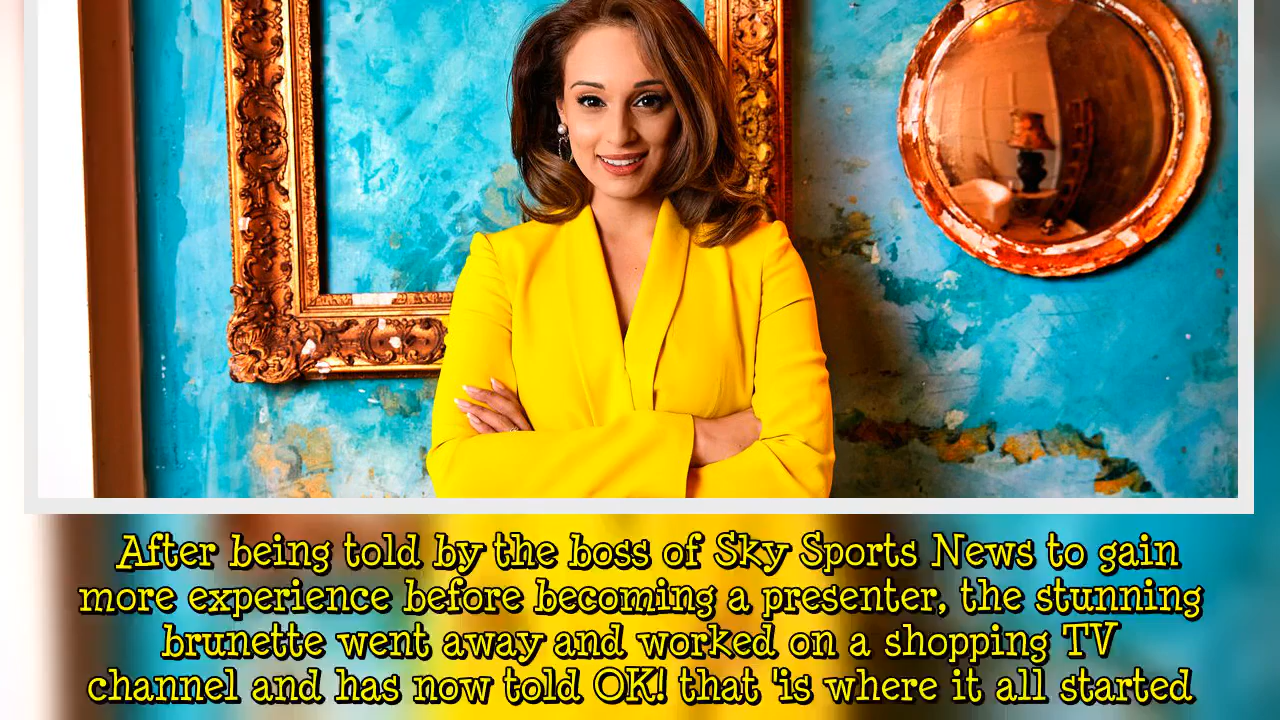 After being told by the boss of Sky Sports News to gain
more experience before becoming a presenter, the stunning
brunette went away and worked on a shopping TV
channel and has now told OK! that 'is where it all started